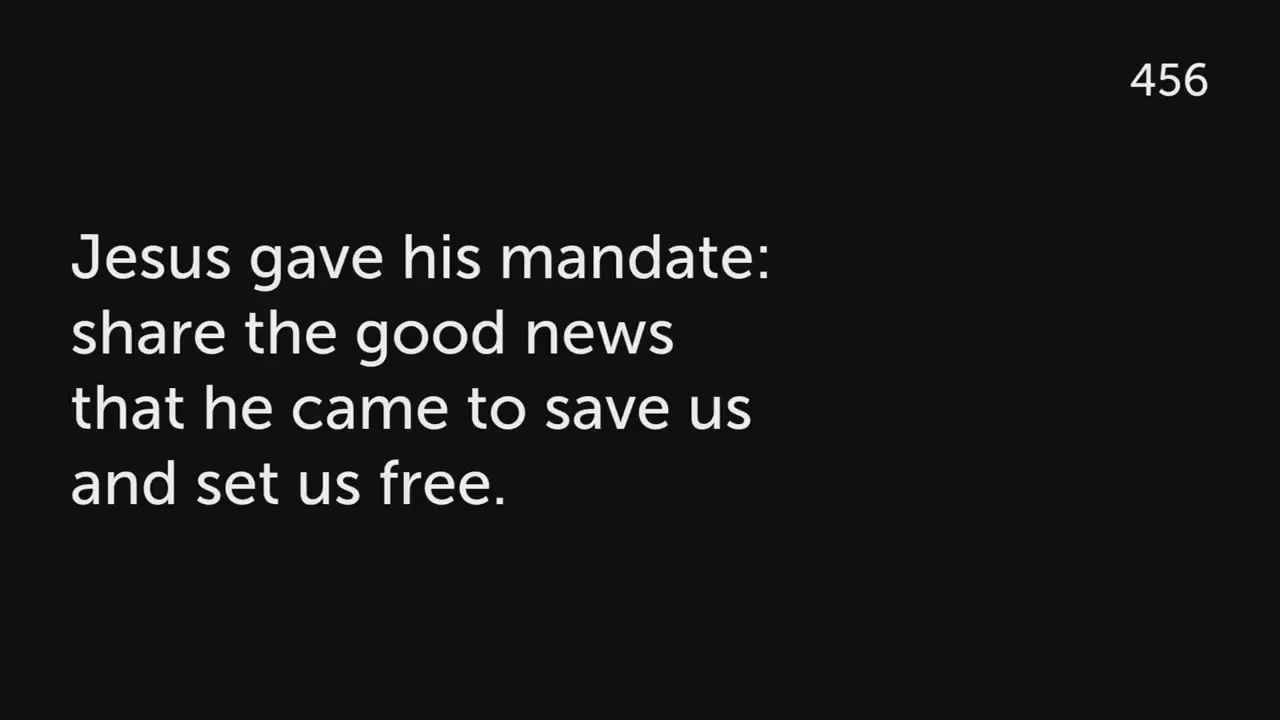 456
Jesus gave his mandate:
share the good news
that he came to save us
and set us free.